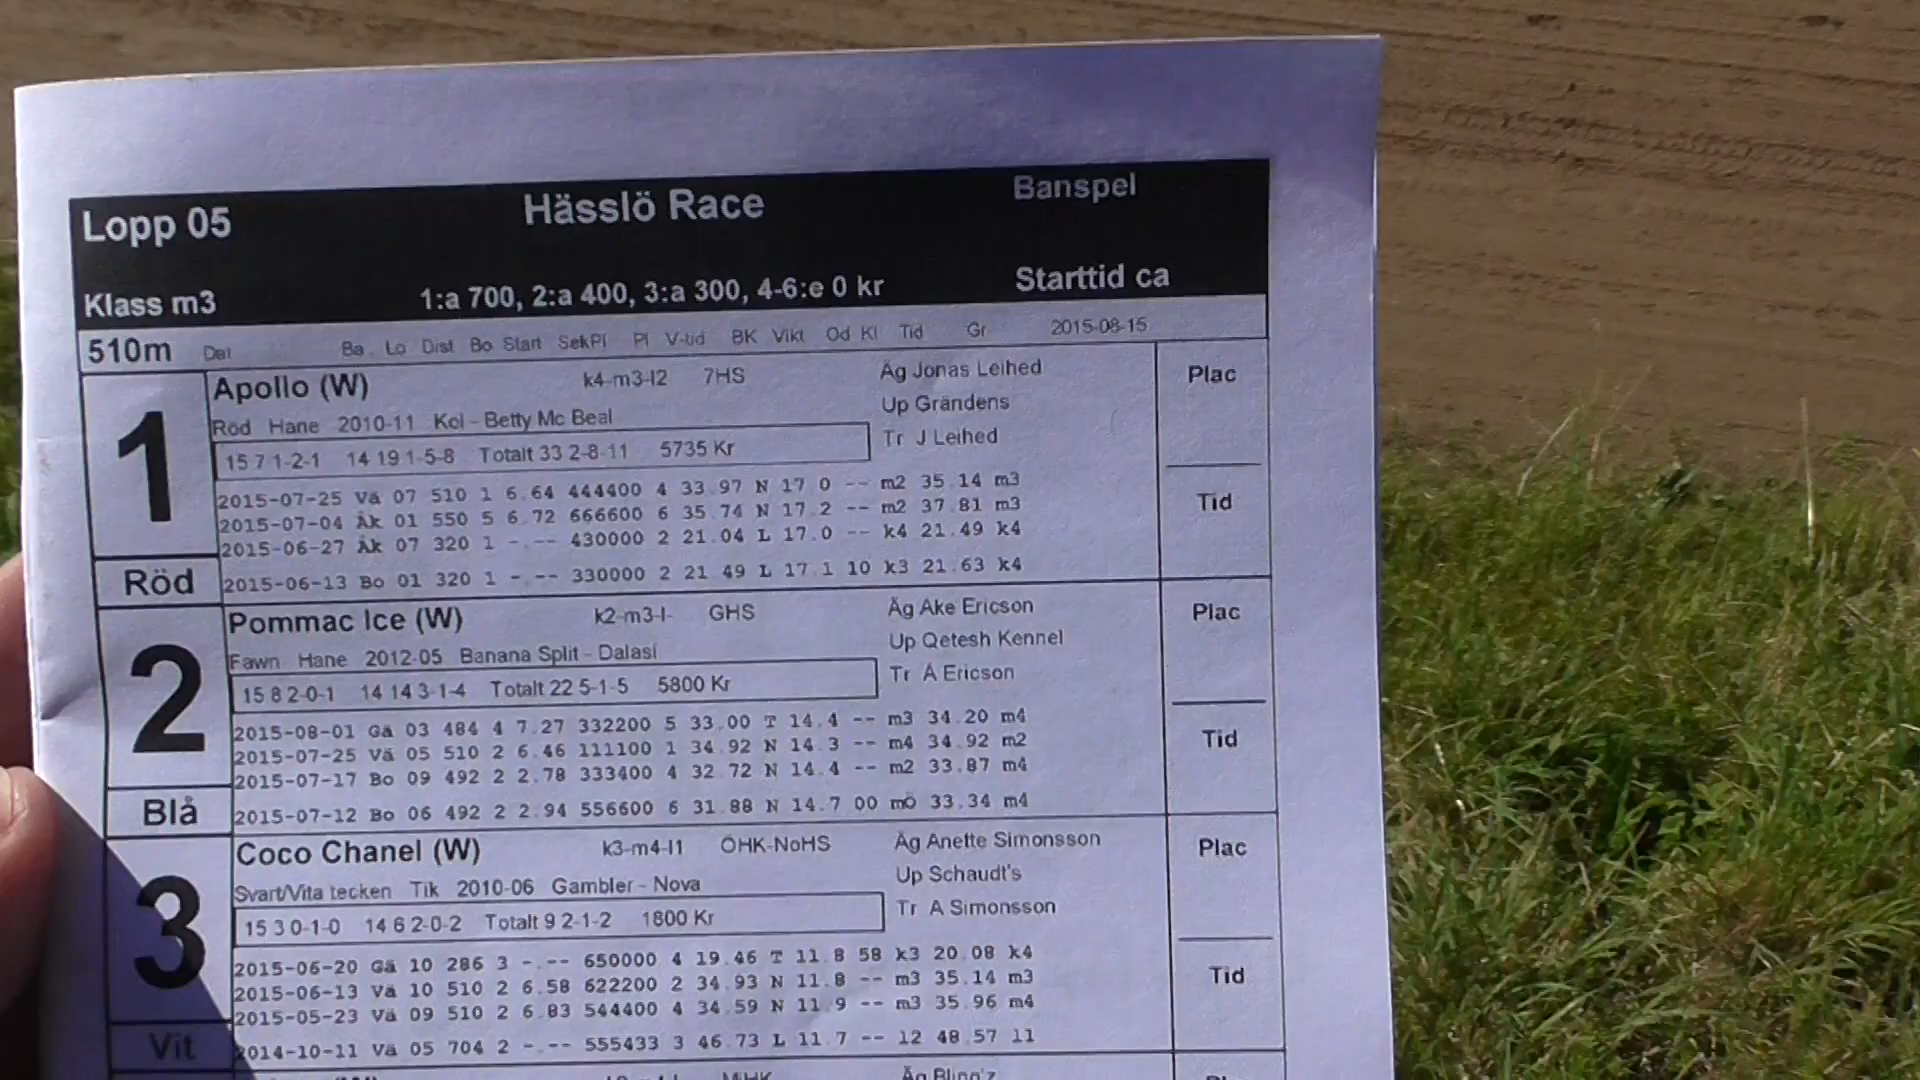 Lopp 05 Hässlö Race Banspel
Klass m3 1:a 700, 2:a 400, 3:a 300, 4-6:e 0 kr Starttid ca
510m Dat Ba Lo Dist Bo Start SekPl Pl V-tid BK Vikt Od Kl Tid Gr 2015-08-15
1 Apollo (W) k4-m3-l2 7HS Äg Jonas Leihed Plac
Röd Hane 2010-11 Kol - Betty Mc Beal Up Grändens
15 7 1-2-1 14 19 1-5-8 Totalt 33 2-8-11 5735 Kr Tr J Leihed
2015-07-25 Vä 07 510 1 6.64 444400 4 33.97 N 17 0 -- m2 35.14 m3 Tid
2015-07-04 Åk 01 550 5 6.72 666600 6 35.74 N 17.2 -- m2 37.81 m3
2015-06-27 Åk 07 320 1 -.-- 430000 2 21.04 L 17.0 -- k4 21.49 k4
Röd 2015-06-13 Bo 01 320 1 -.-- 330000 2 21 49 L 17.1 10 k3 21.63 k4
2 Pommac Ice (W) k2-m3-l- GHS Äg Ake Ericson Plac
Fawn Hane 2012-05 Banana Split - Dalasi Up Qetesh Kennel
15 8 2-0-1 14 14 3-1-4 Totalt 22 5-1-5 5800 Kr Tr A Ericson
2015-08-01 Gä 03 484 4 7.27 332200 5 33.00 T 14.4 -- m3 34.20 m4
2015-07-25 Vä 05 510 2 6.46 111100 1 34.92 N 14.3 -- m4 34.92 m2 Tid
2015-07-17 Bo 09 492 2 2.78 333400 4 32.72 N 14.4 -- m2 33.87 m4
Blå 2015-07-12 Bo 06 492 2 2.94 556600 6 31.88 N 14.7 00 m0 33.34 m4
3 Coco Chanel (W) k3-m4-l1 ÖHK-NoHS Äg Anette Simonsson Plac
Svart/Vita tecken Tik 2010-06 Gambler - Nova Up Schaudt's
15 3 0-1-0 14 6 2-0-2 Totalt 9 2-1-2 1800 Kr Tr A Simonsson
2015-06-20 Gä 10 286 3 -.-- 650000 4 19.46 T 11.8 58 k3 20.08 k4
2015-06-13 Vä 10 510 2 6.58 622200 2 34.93 N 11.8 -- m3 35.14 m3 Tid
2015-05-23 Vä 09 510 2 6.83 544400 4 34.59 N 11.9 -- m3 35.96 m4
Vit 2014-10-11 Vä 05 704 2 -.-- 555433 3 46.73 L 11.7 -- l2 48.57 l1
Äg Bling'z